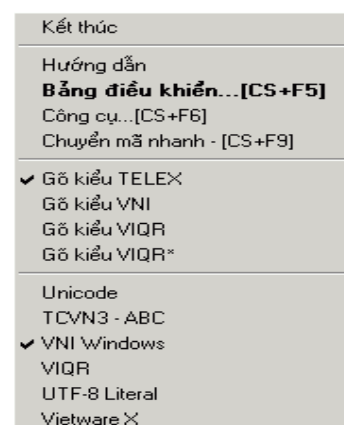 Kết thúc
Hướng dẫn
Bảng điều khiển...[CS+F5]
Công cụ...[CS+F6]
Chuyển mã nhanh - [CS+F9]
Gõ kiểu TELEX
Gõ kiểu VNI
Gõ kiểu VIQR
Gõ kiểu VIQR*
Unicode
TCVN3 - ABC
VNI Windows
VIQR
UTF-8 Literal
Vietware X